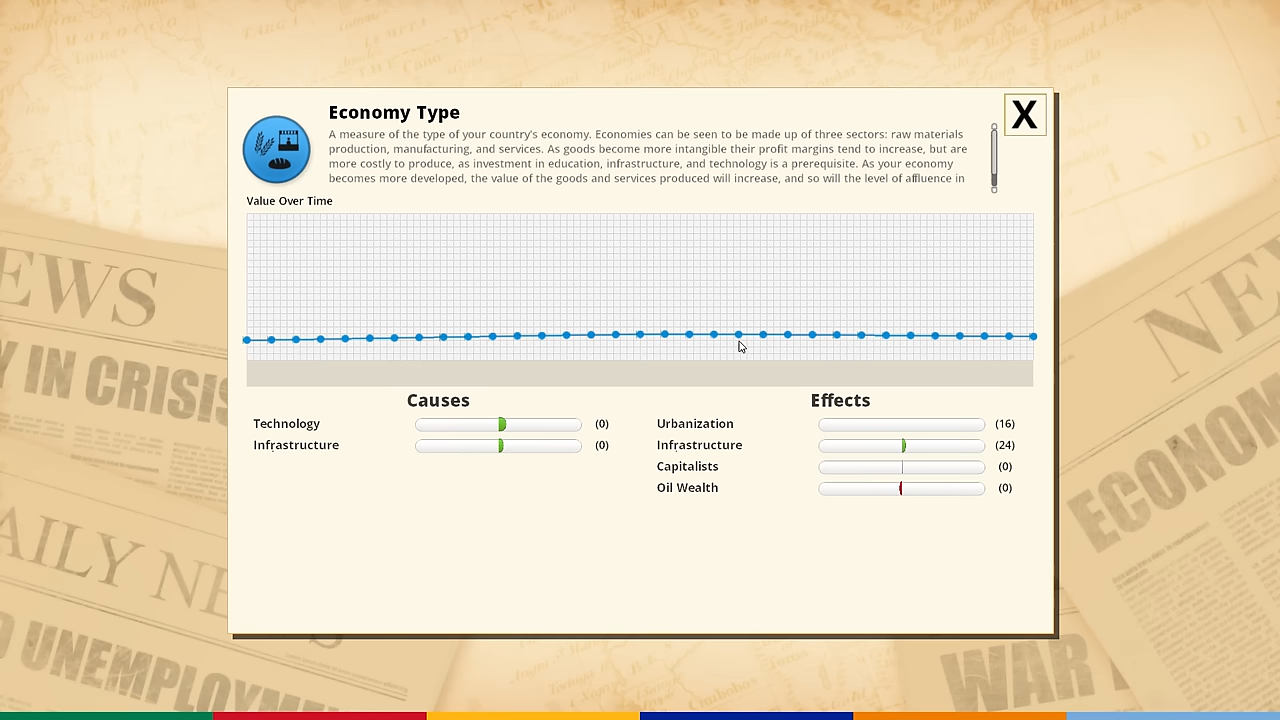 Economy Type
X
A measure of the type of your country's economy. Economies can be seen to be made up of three sectors: raw materials
production, manufacturing, and services. As goods become more intangible their profit margins tend to increase, but are
more costly to produce, as investment in education, infrastructure, and technology is a prerequisite. As your economy
becomes more developed, the value of the goods and services produced will increase, and so will the level of affluence in
Value Over Time
Causes
Technology (0)
Infrastructure (0)
Effects
Urbanization (16)
Infrastructure (24)
Capitalists (0)
Oil Wealth (0)
EWS
Y IN CRISIS
AILY NE
UNEMPLOYM
NE
ECONOM
WAR